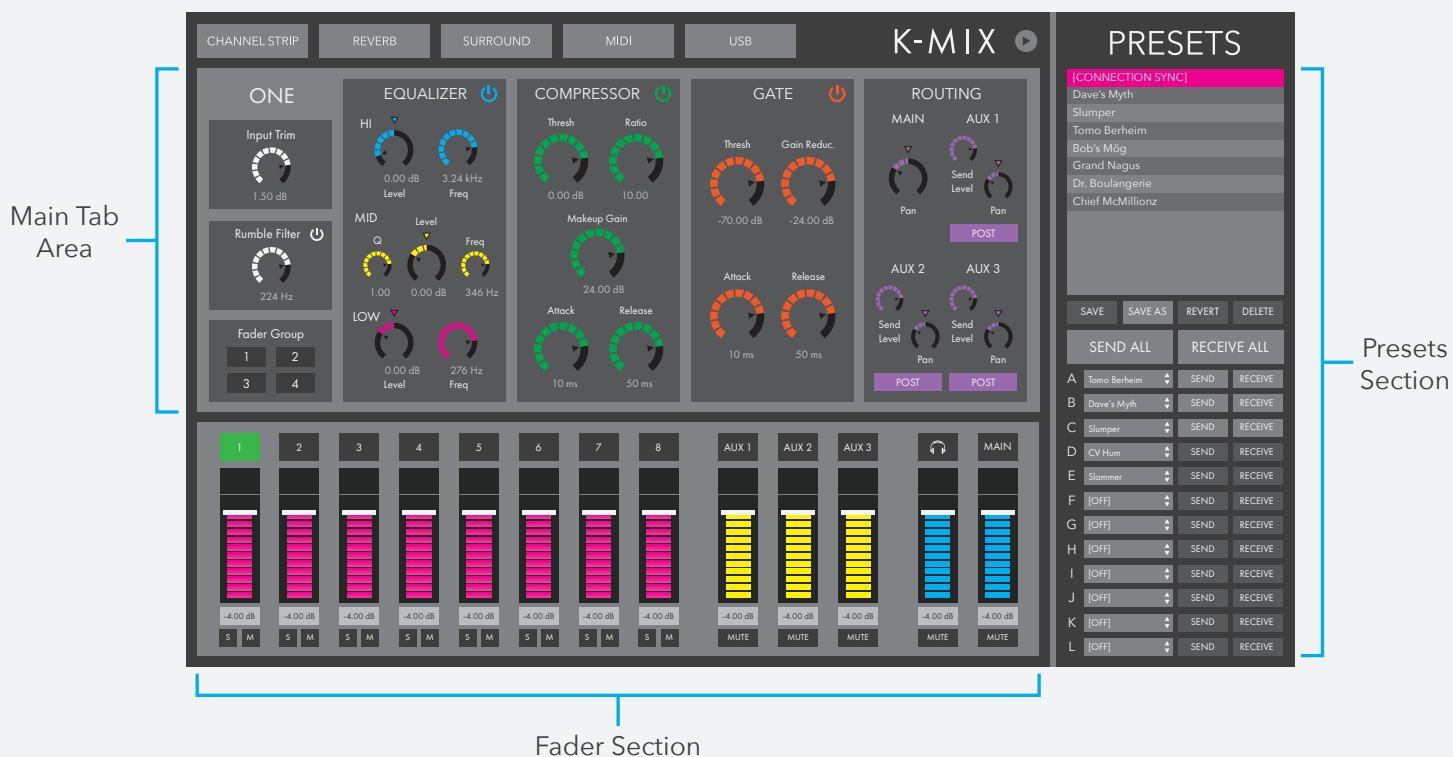 CHANNEL STRIP
REVERB
SURROUND
MIDI
USB
K-MIX
PRESETS
Main Tab
Area
ONE
Input Trim
1.50 dB
Rumble Filter
224 Hz
Fader Group
1 2
3 4
EQUALIZER
HI
0.00 dB 3.24 kHz
Level Freq
MID
Level
Q Freq
1.00 0.00 dB 346 Hz
LOW
0.00 dB 276 Hz
Level Freq
COMPRESSOR
Thresh Ratio
0.00 dB 10.00
Makeup Gain
24.00 dB
Attack Release
10 ms 50 ms
GATE
Thresh Gain Reduc.
-70.00 dB -24.00 dB
Attack Release
10 ms 50 ms
ROUTING
MAIN AUX 1
Send
Level
Pan Pan
POST
AUX 2 AUX 3
Send Send
Level Level
Pan Pan
POST POST
1 2 3 4 5 6 7 8 AUX 1 AUX 2 AUX 3 MAIN
-4.00 dB -4.00 dB -4.00 dB -4.00 dB -4.00 dB -4.00 dB -4.00 dB -4.00 dB -4.00 dB -4.00 dB -4.00 dB -4.00 dB -4.00 dB
S M S M S M S M S M S M S M S M MUTE MUTE MUTE MUTE MUTE
Fader Section
[CONNECTION SYNC]
Dave's Myth
Slumper
Tomo Berheim
Bob's Mög
Grand Nagus
Dr. Boulangerie
Chief McMillionz
SAVE SAVE AS REVERT DELETE
SEND ALL RECEIVE ALL
A Tomo Berheim SEND RECEIVE
B Dave's Myth SEND RECEIVE
C Slumper SEND RECEIVE
D CV Hum SEND RECEIVE
E Slammer SEND RECEIVE
F [OFF] SEND RECEIVE
G [OFF] SEND RECEIVE
H [OFF] SEND RECEIVE
I [OFF] SEND RECEIVE
J [OFF] SEND RECEIVE
K [OFF] SEND RECEIVE
L [OFF] SEND RECEIVE
Presets
Section